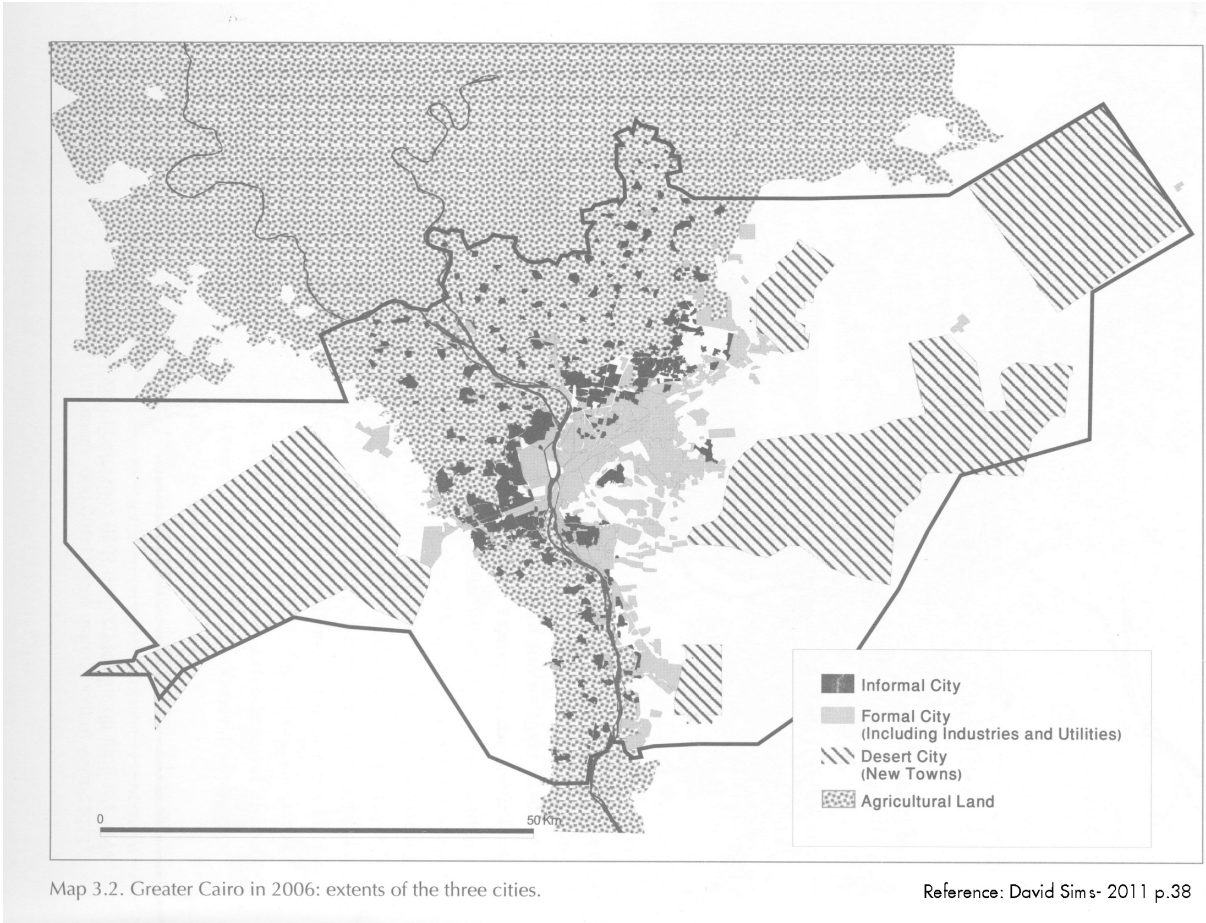 Informal City
Formal City
(Including Industries and Utilities)
Desert City
(New Towns)
Agricultural Land
0
50 Km
Map 3.2. Greater Cairo in 2006: extents of the three cities.
Reference: David Sims- 2011 p.38